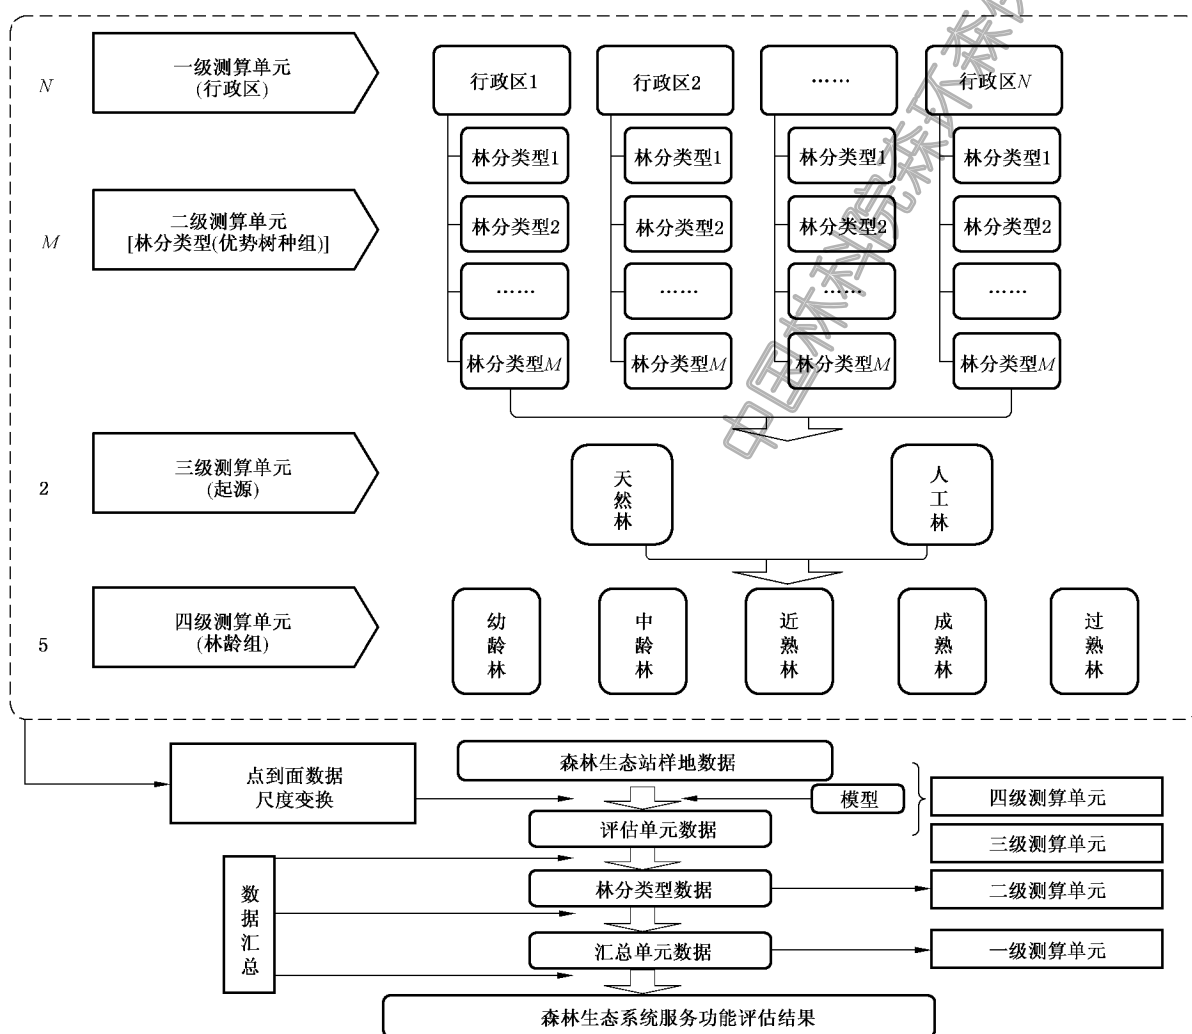 N
一级测算单元
(行政区)
行政区1
行政区2
……
行政区N
林分类型1
林分类型1
林分类型1
林分类型1
M
二级测算单元
[林分类型(优势树种组)]
林分类型2
林分类型2
林分类型2
林分类型2
……
……
……
……
林分类型M
林分类型M
林分类型M
林分类型M
2
三级测算单元
(起源)
天然林
人工林
5
四级测算单元
(林龄组)
幼龄林
中龄林
近熟林
成熟林
过熟林
点到面数据
尺度变换
森林生态站样地数据
模型
四级测算单元
评估单元数据
三级测算单元
数据汇总
林分类型数据
二级测算单元
汇总单元数据
一级测算单元
森林生态系统服务功能评估结果
中国林科院森环森保